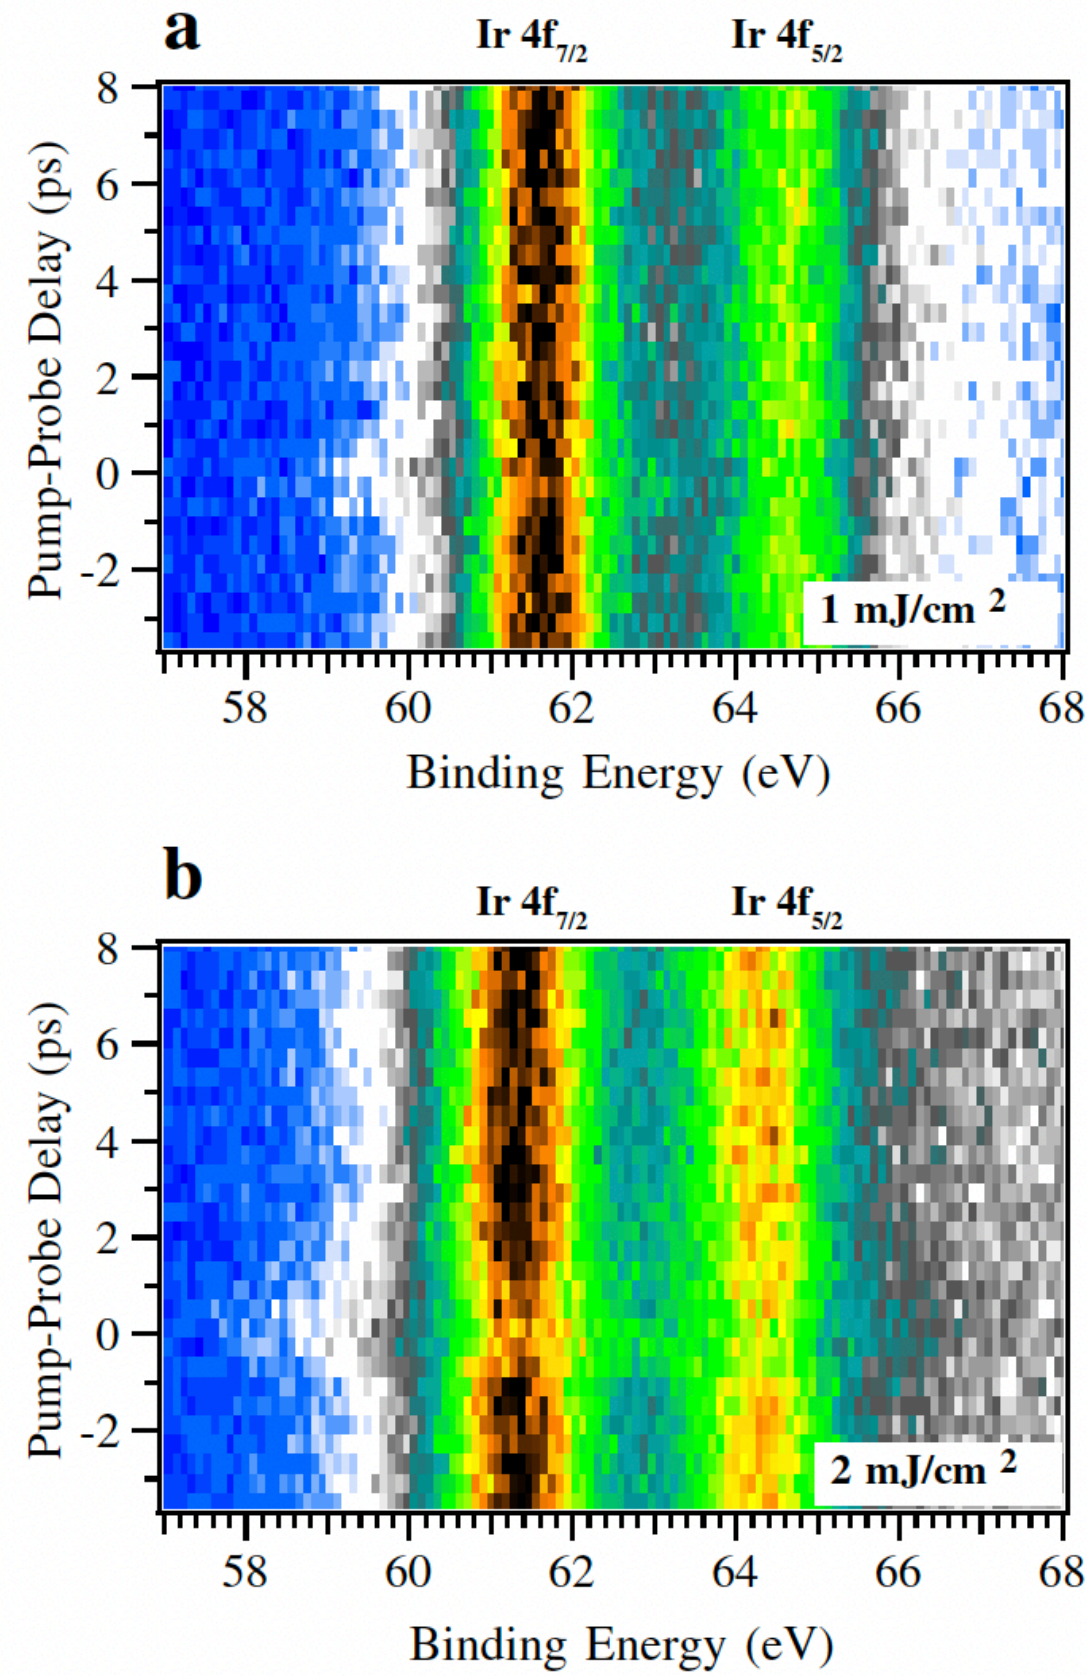 a
Ir 4f7/2 Ir 4f5/2
8
6
4
2
0
-2
Pump-Probe Delay (ps)
1 mJ/cm 2
58 60 62 64 66 68
Binding Energy (eV)
b
Ir 4f7/2 Ir 4f5/2
8
6
4
2
0
-2
Pump-Probe Delay (ps)
2 mJ/cm 2
58 60 62 64 66 68
Binding Energy (eV)